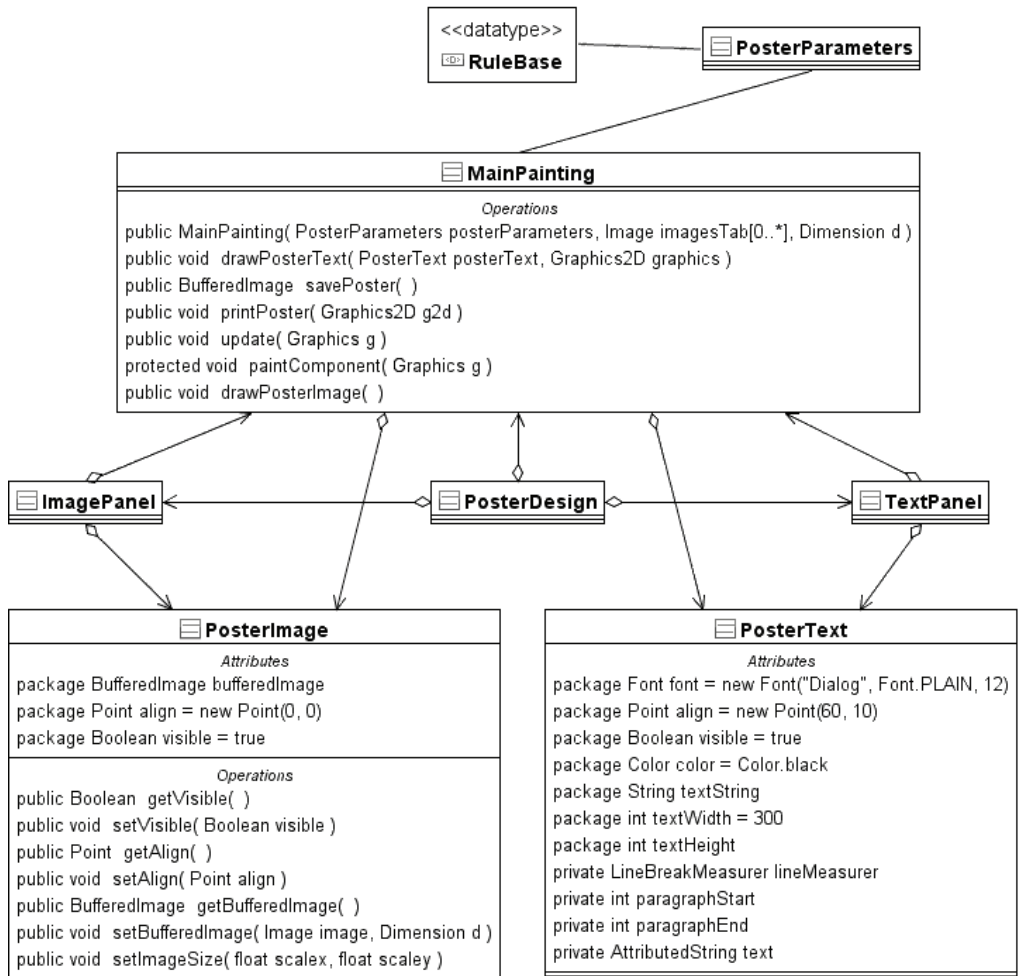 <<datatype>>
RuleBase
PosterParameters
MainPainting
Operations
public MainPainting( PosterParameters posterParameters, Image imagesTab[0..*], Dimension d )
public void drawPosterText( PosterText posterText, Graphics2D graphics )
public BufferedImage savePoster( )
public void printPoster( Graphics2D g2d )
public void update( Graphics g )
protected void paintComponent( Graphics g )
public void drawPosterImage( )
ImagePanel
PosterDesign
TextPanel
PosterImage
Attributes
package BufferedImage bufferedImage
package Point align = new Point(0, 0)
package Boolean visible = true
Operations
public Boolean getVisible( )
public void setVisible( Boolean visible )
public Point getAlign( )
public void setAlign( Point align )
public BufferedImage getBufferedImage( )
public void setBufferedImage( Image image, Dimension d )
public void setImageSize( float scalex, float scaley )
PosterText
Attributes
package Font font = new Font("Dialog", Font.PLAIN, 12)
package Point align = new Point(60, 10)
package Boolean visible = true
package Color color = Color.black
package String textString
package int textWidth = 300
package int textHeight
private LineBreakMeasurer lineMeasurer
private int paragraphStart
private int paragraphEnd
private AttributedString text